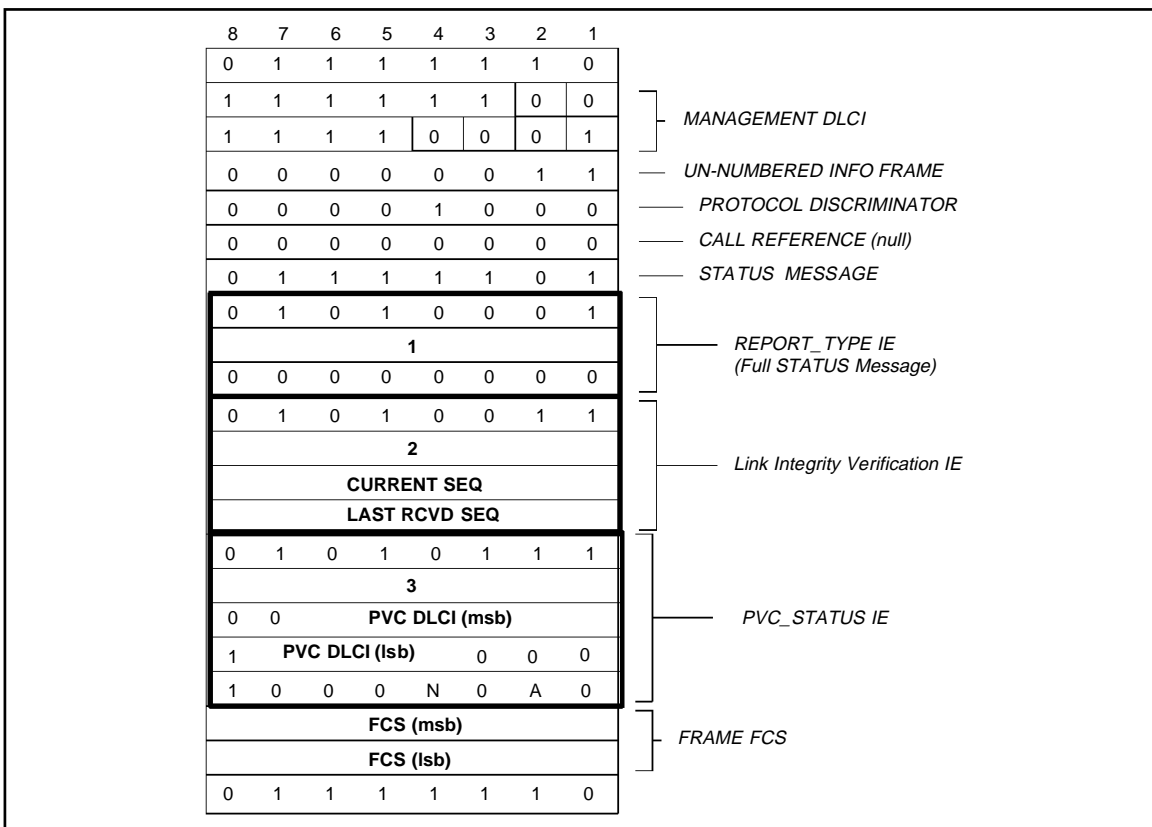 8 7 6 5 4 3 2 1
0 1 1 1 1 1 1 0
1 1 1 1 1 1 0 0
MANAGEMENT DLCI
1 1 1 1 0 0 0 1
0 0 0 0 0 0 1 1 UN-NUMBERED INFO FRAME
0 0 0 0 1 0 0 0 PROTOCOL DISCRIMINATOR
0 0 0 0 0 0 0 0 CALL REFERENCE (null)
0 1 1 1 1 1 0 1 STATUS MESSAGE
0 1 0 1 0 0 0 1
1 REPORT_TYPE IE
(Full STATUS Message)
0 0 0 0 0 0 0 0
0 1 0 1 0 0 1 1
2
Link Integrity Verification IE
CURRENT SEQ
LAST RCVD SEQ
0 1 0 1 0 1 1 1
3
0 0 PVC DLCI (msb) PVC_STATUS IE
1 PVC DLCI (lsb) 0 0 0
1 0 0 0 N 0 A 0
FCS (msb)
FRAME FCS
FCS (lsb)
0 1 1 1 1 1 1 0